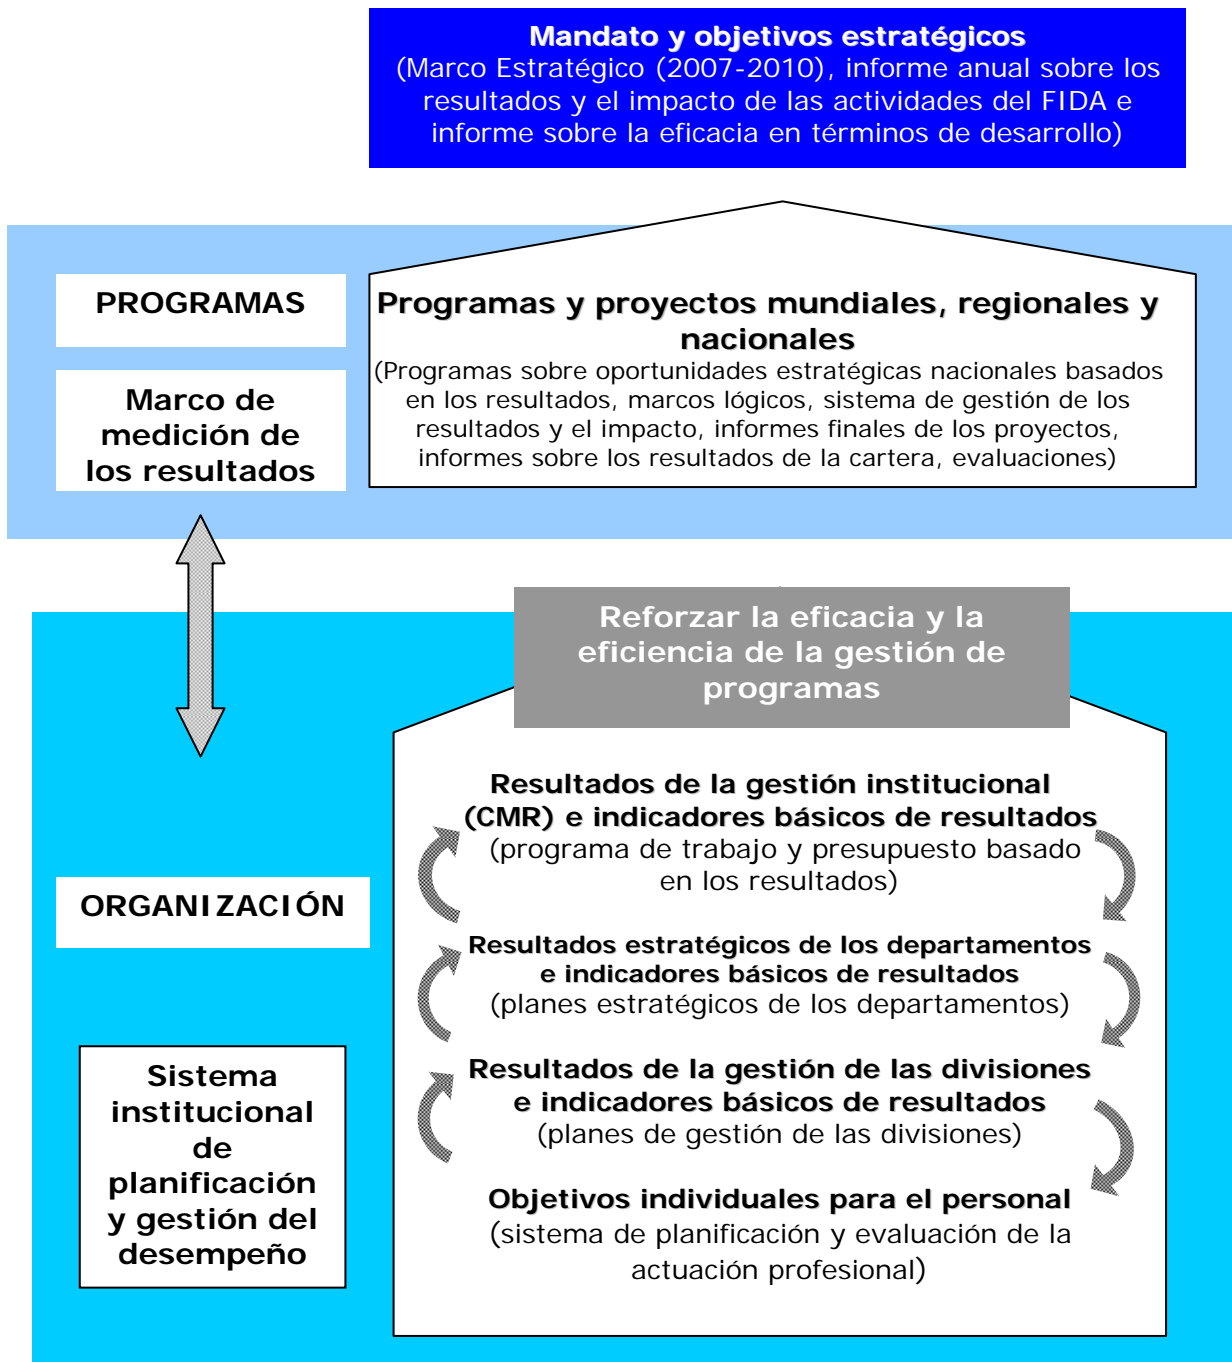 Mandato y objetivos estratégicos
(Marco Estratégico (2007-2010), informe anual sobre los
resultados y el impacto de las actividades del FIDA e
informe sobre la eficacia en términos de desarrollo)
PROGRAMAS
Marco de
medición de
los resultados
Programas y proyectos mundiales, regionales y
nacionales
(Programas sobre oportunidades estratégicas nacionales basados
en los resultados, marcos lógicos, sistema de gestión de los
resultados y el impacto, informes finales de los proyectos,
informes sobre los resultados de la cartera, evaluaciones)
Reforzar la eficacia y la
eficiencia de la gestión de
programas
ORGANIZACIÓN
Sistema
institucional
de
planificación
y gestión del
desempeño
Resultados de la gestión institucional
(CMR) e indicadores básicos de resultados
(programa de trabajo y presupuesto basado
en los resultados)
Resultados estratégicos de los departamentos
e indicadores básicos de resultados
(planes estratégicos de los departamentos)
Resultados de la gestión de las divisiones
e indicadores básicos de resultados
(planes de gestión de las divisiones)
Objetivos individuales para el personal
(sistema de planificación y evaluación de la
actuación profesional)